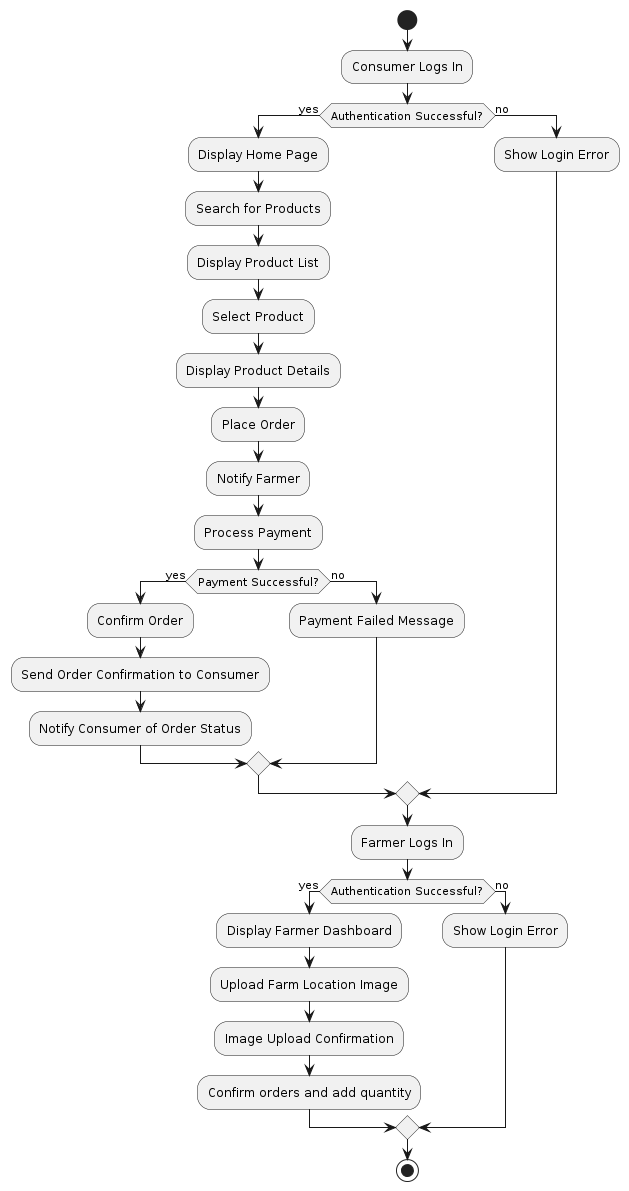 Consumer Logs In
yes
Authentication Successful?
no
Display Home Page
Show Login Error
Search for Products
Display Product List
Select Product
Display Product Details
Place Order
Notify Farmer
Process Payment
yes
Payment Successful?
no
Confirm Order
Payment Failed Message
Send Order Confirmation to Consumer
Notify Consumer of Order Status
Farmer Logs In
yes
Authentication Successful?
no
Display Farmer Dashboard
Show Login Error
Upload Farm Location Image
Image Upload Confirmation
Confirm orders and add quantity